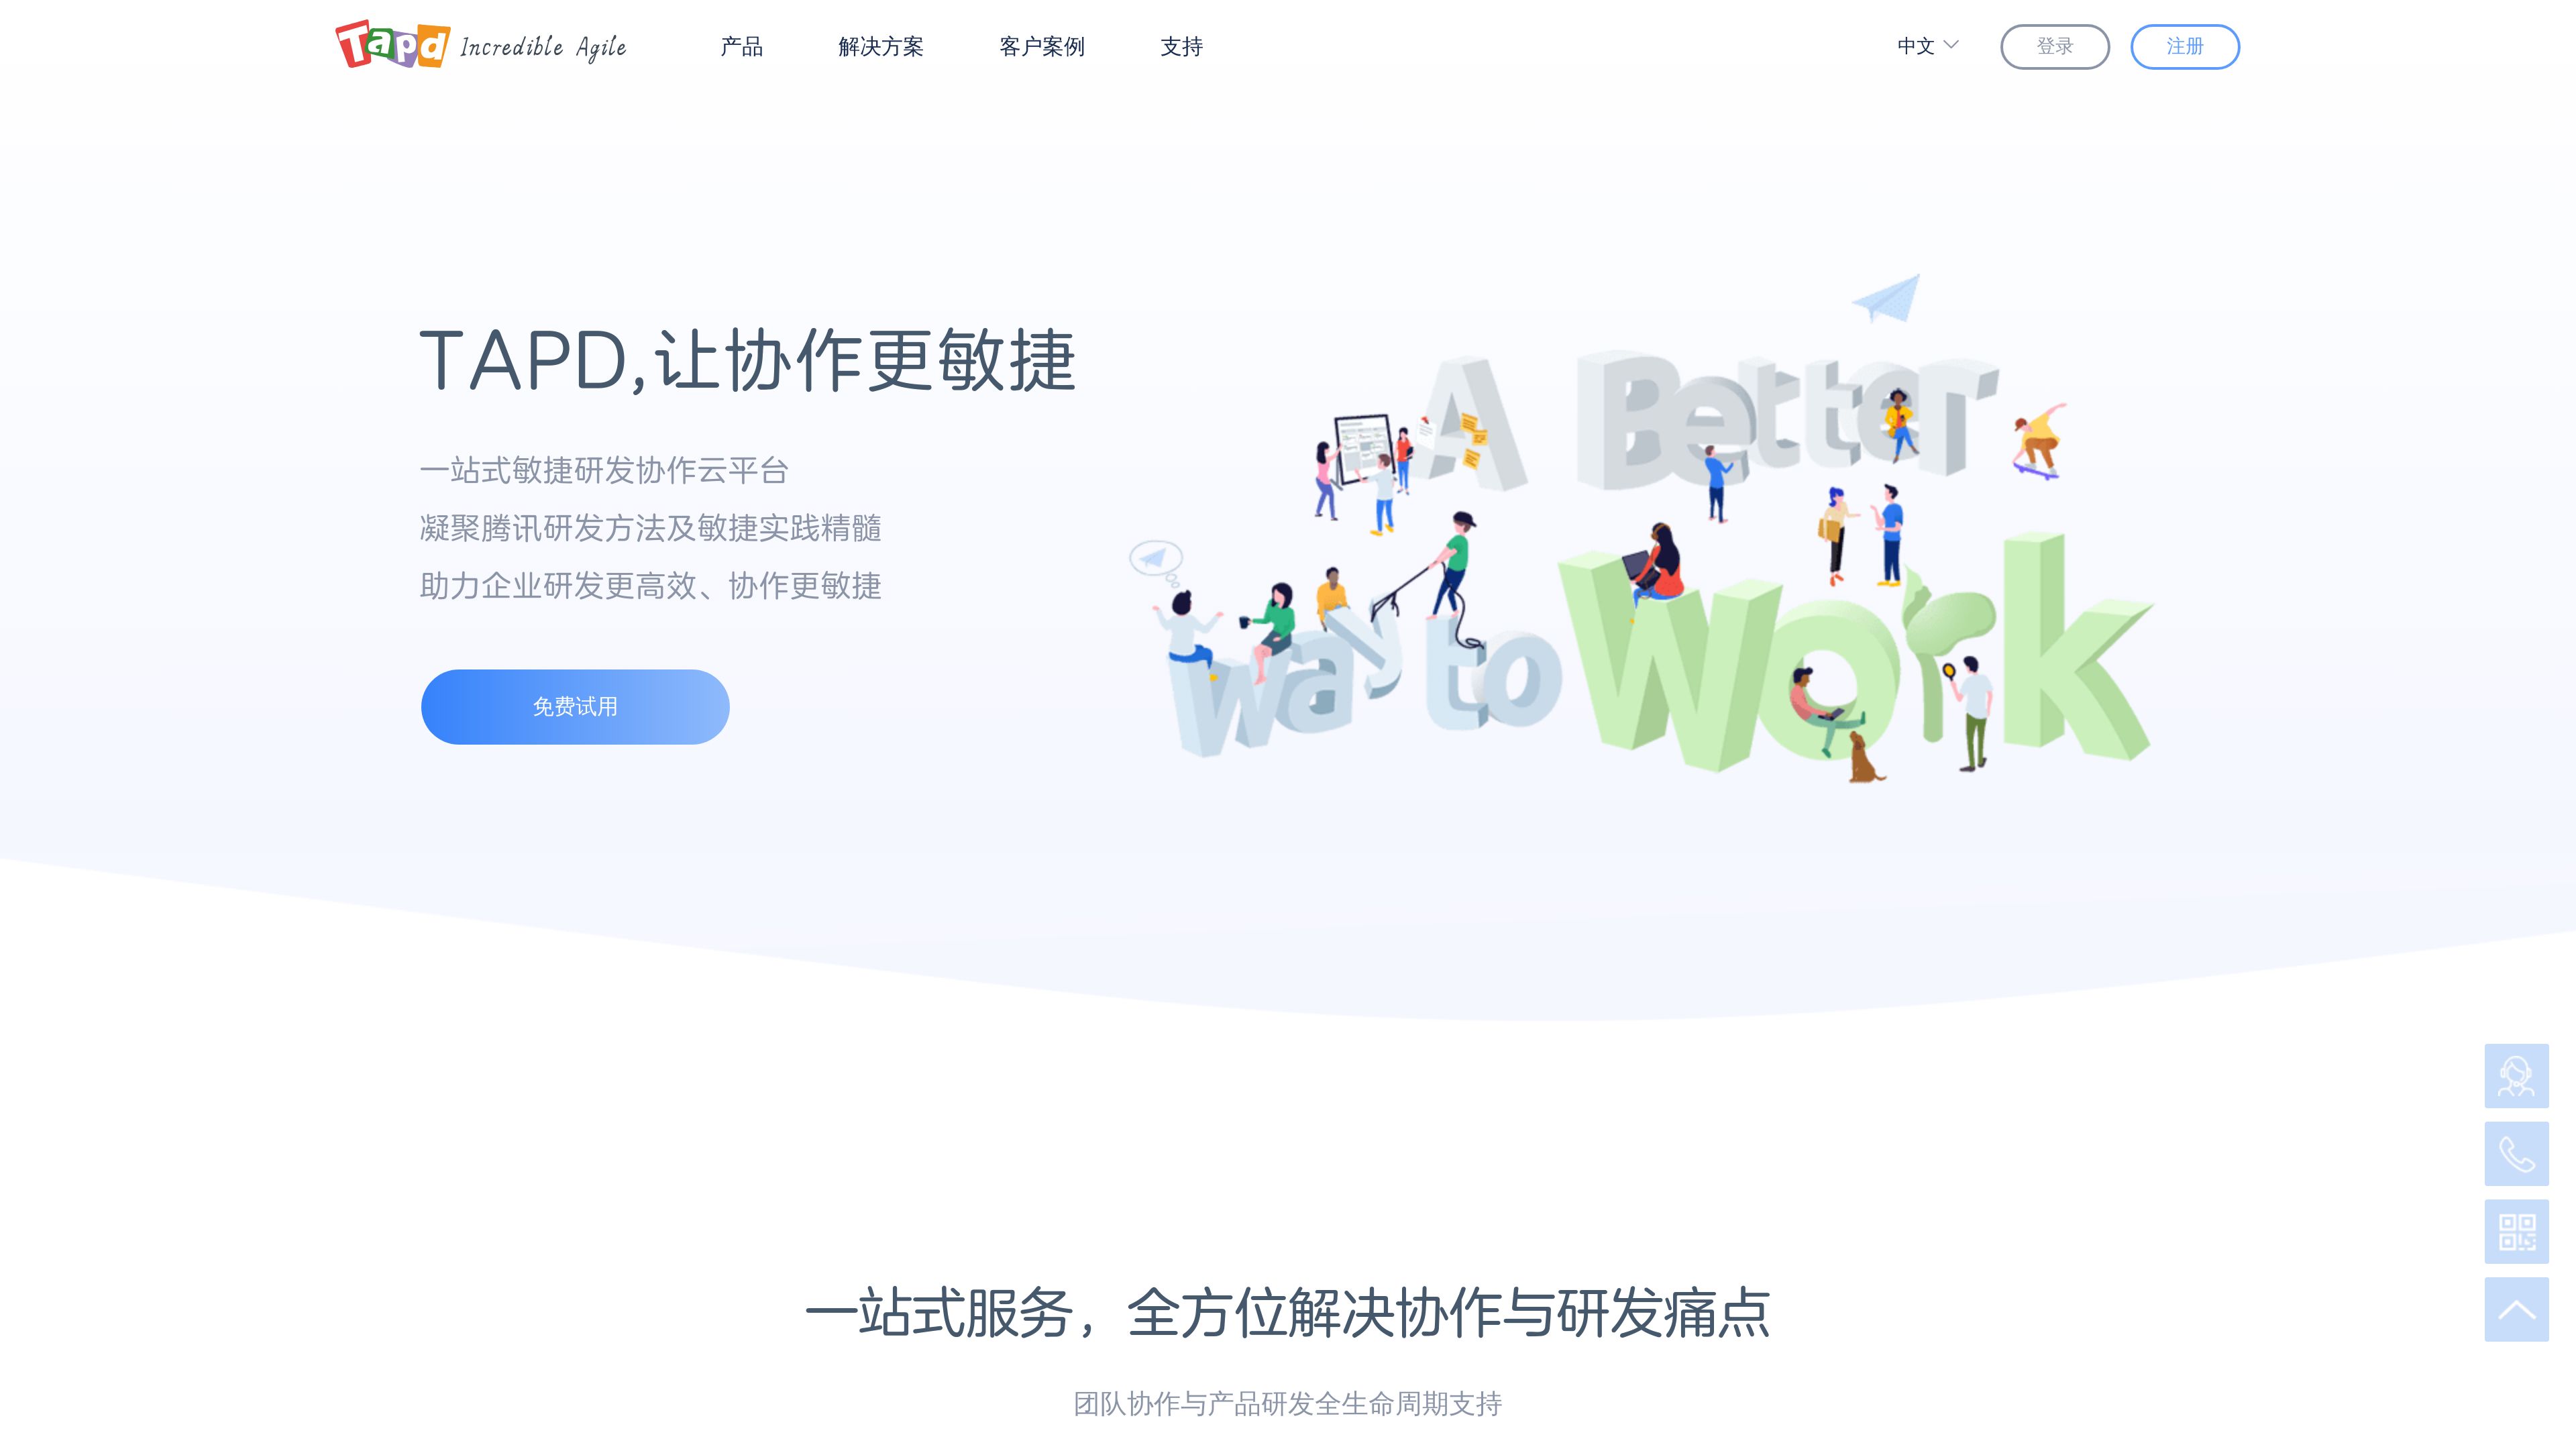 Tapd Incredible Agile
产品
解决方案
客户案例
支持
中文
登录
注册
TAPD,让协作更敏捷
一站式敏捷研发协作云平台
凝聚腾讯研发方法及敏捷实践精髓
助力企业研发更高效、协作更敏捷
免费试用
A Better
way to Work
一站式服务，全方位解决协作与研发痛点
团队协作与产品研发全生命周期支持